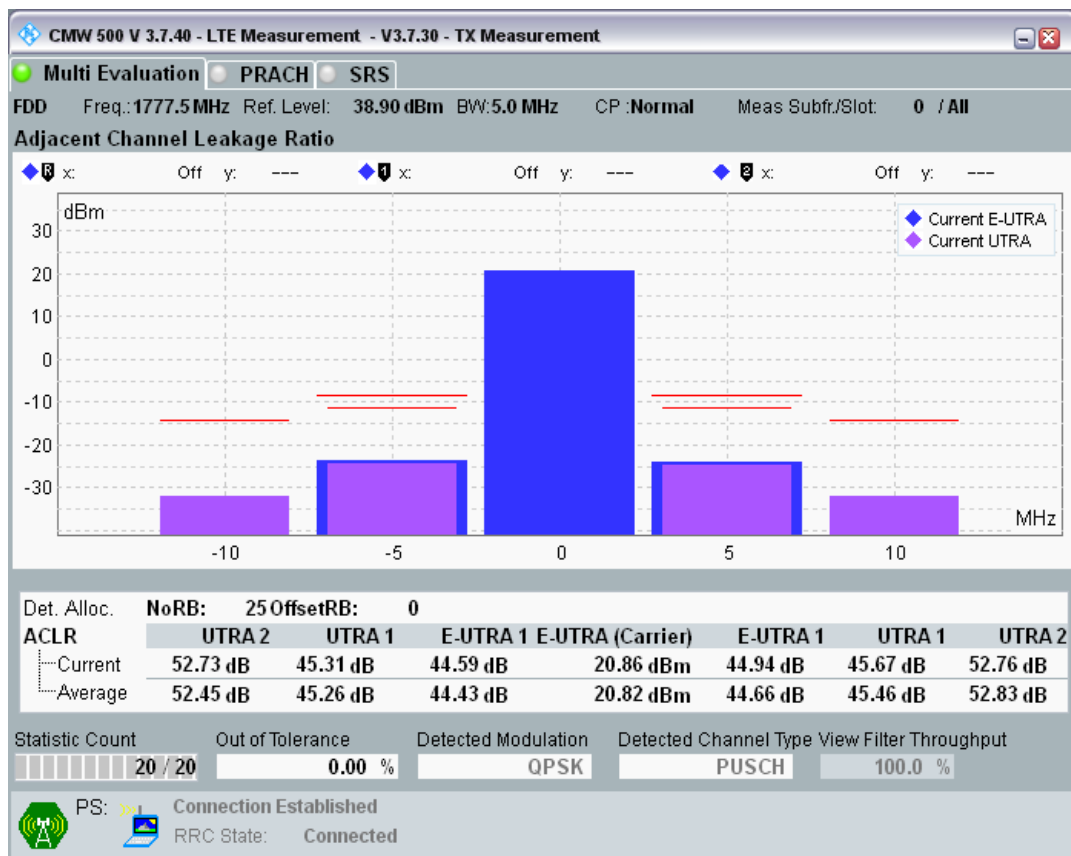 CMW 500 V 3.7.40 - LTE Measurement - V3.7.30 - TX Measurement
Multi Evaluation PRACH SRS
FDD Freq.:1777.5 MHz Ref. Level: 38.90 dBm BW:5.0 MHz CP :Normal Meas Subfr./Slot: 0 / All
Adjacent Channel Leakage Ratio
R x: Off y: --- 1 x: Off y: --- 2 x: Off y: ---
dBm
Current E-UTRA
Current UTRA
30
20
10
0
-10
-20
-30
MHz
-10 -5 0 5 10
Det. Alloc. NoRB: 25 OffsetRB: 0
ACLR UTRA 2 UTRA 1 E-UTRA 1 E-UTRA (Carrier) E-UTRA 1 UTRA 1 UTRA 2
Current 52.73 dB 45.31 dB 44.59 dB 20.86 dBm 44.94 dB 45.67 dB 52.76 dB
Average 52.45 dB 45.26 dB 44.43 dB 20.82 dBm 44.66 dB 45.46 dB 52.83 dB
Statistic Count Out of Tolerance Detected Modulation Detected Channel Type View Filter Throughput
20 / 20 0.00 % QPSK PUSCH 100.0 %
PS: Connection Established
RRC State: Connected